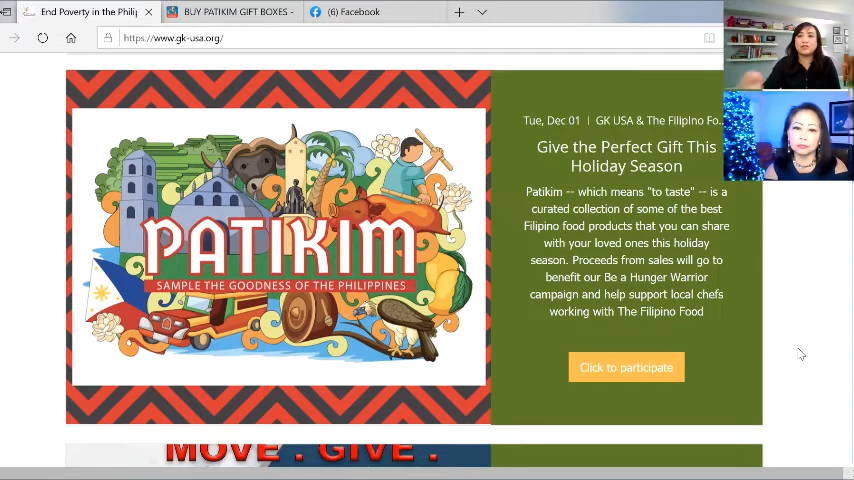 End Poverty in the Philip
BUY PATIKIM GIFT BOXES -
(6) Facebook
https://www.gk-usa.org/
Tue, Dec 01 | GK USA & The Filipino Fo...
Give the Perfect Gift This
Holiday Season
Patikim -- which means "to taste" -- is a
curated collection of some of the best
Filipino food products that you can share
with your loved ones this holiday
season. Proceeds from sales will go to
benefit our Be a Hunger Warrior
campaign and help support local chefs
working with The Filipino Food
Click to participate
PATIKIM
SAMPLE THE GOODNESS OF THE PHILIPPINES
MOVE . GIVE .